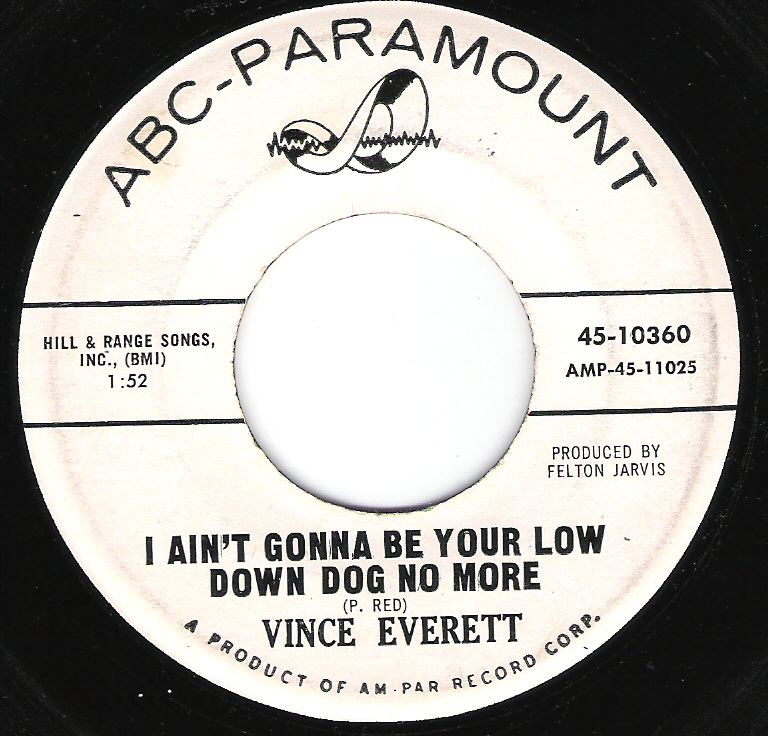 ABC-PARAMOUNT
HILL & RANGE SONGS,
INC., (BMI)
1:52
45-10360
AMP-45-11025
PRODUCED BY
FELTON JARVIS
I AIN'T GONNA BE YOUR LOW
DOWN DOG NO MORE
(P. RED)
VINCE EVERETT
A PRODUCT OF AM-PAR RECORD CORP.